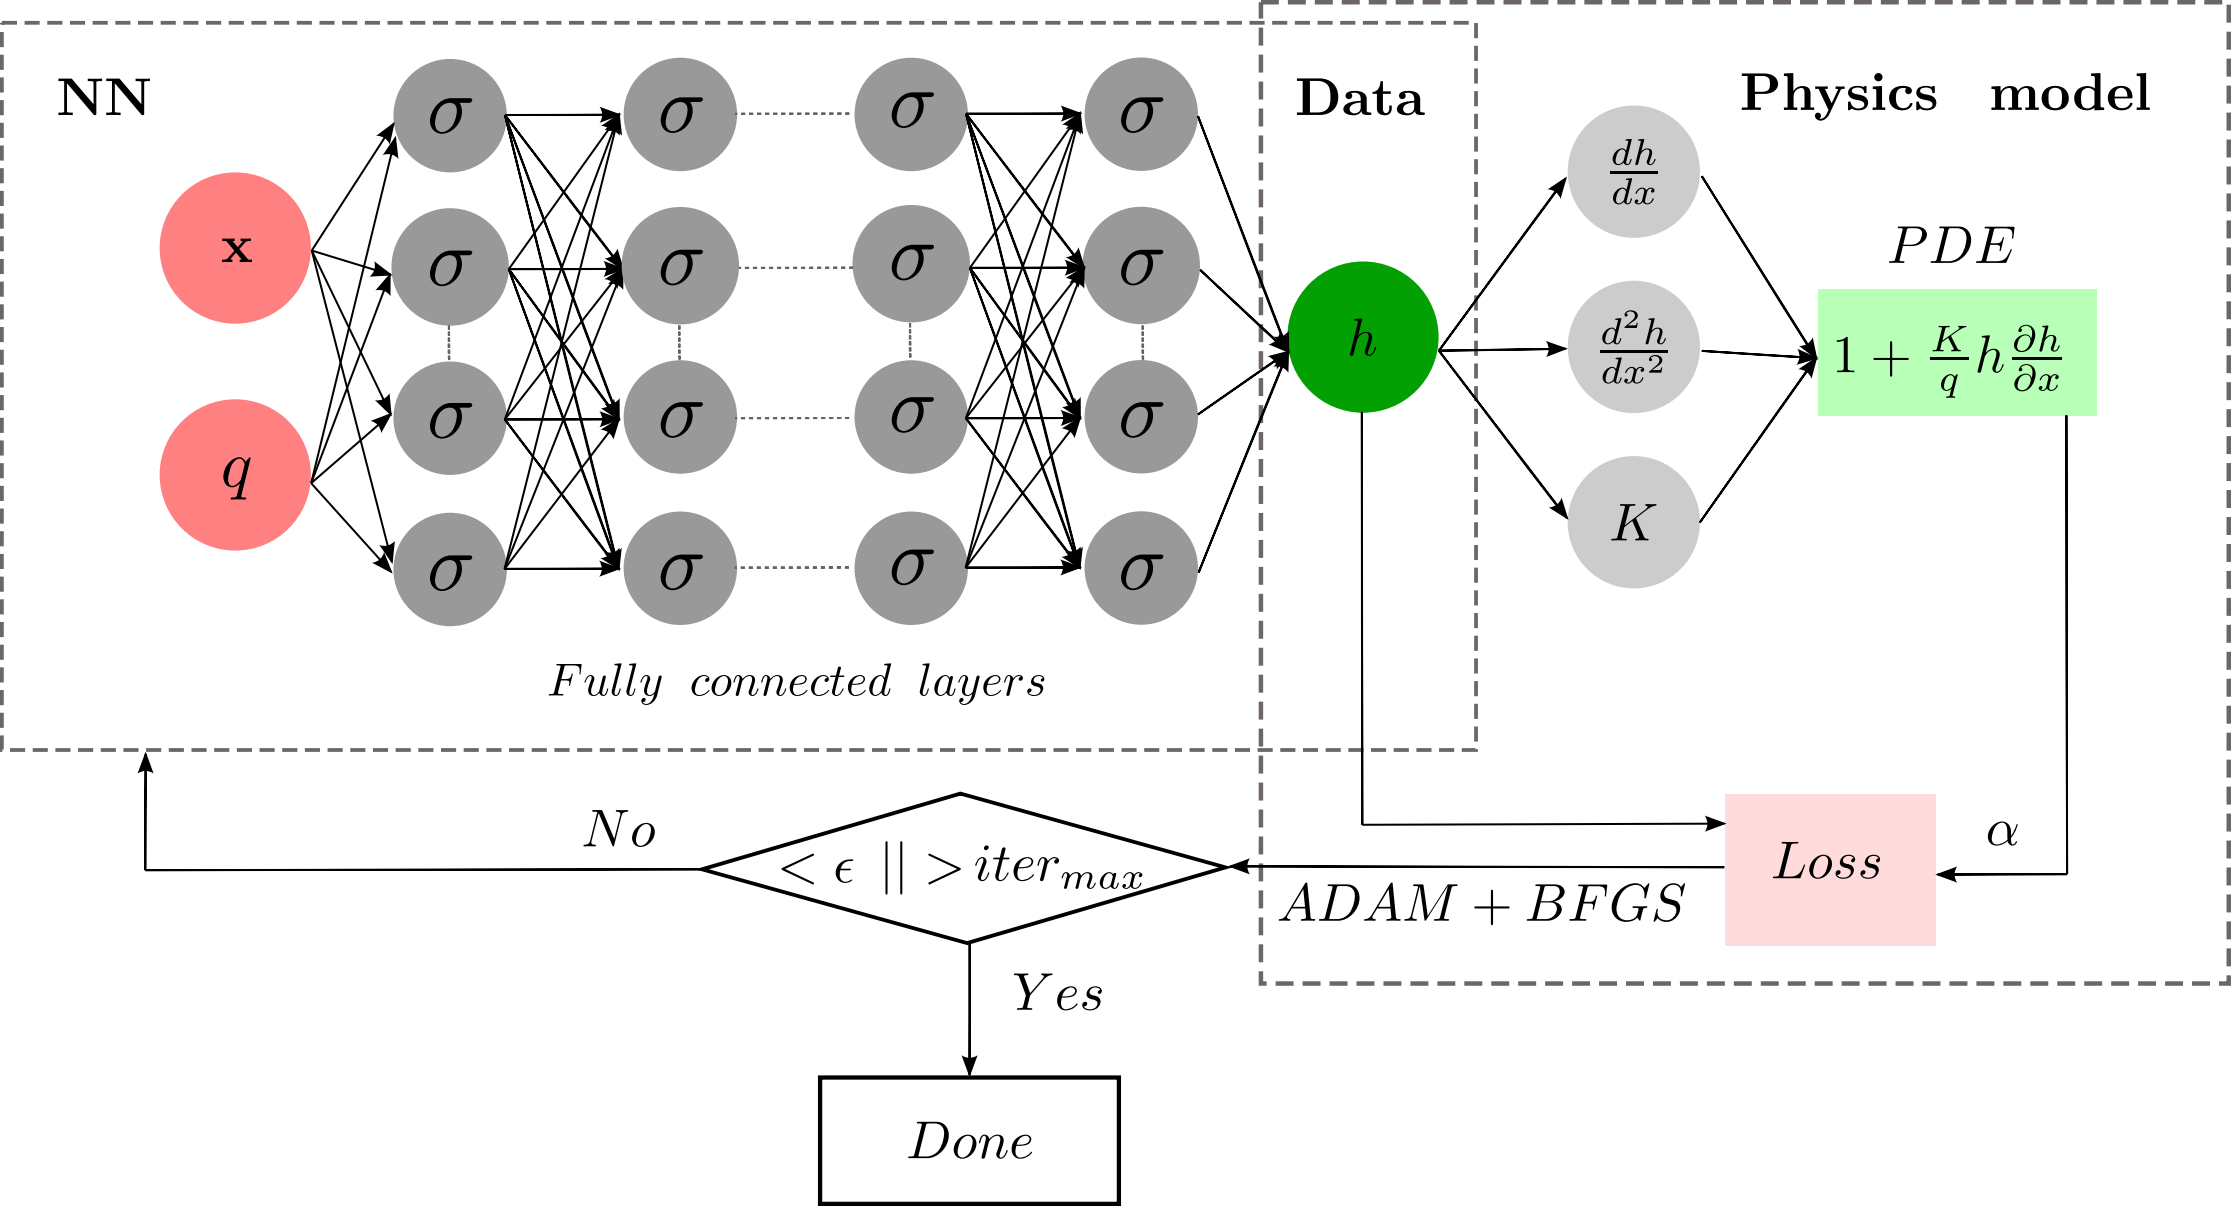 NN
Data
Physics model
σ σ σ σ
dh/dx
x
σ σ σ σ
PDE
h
d²h/dx²
1 + K/q h ∂h/∂x
σ σ σ σ
q
K
σ σ σ σ
Fully connected layers
No
< ϵ || > iter_max
ADAM + BFGS
Loss
α
Yes
Done